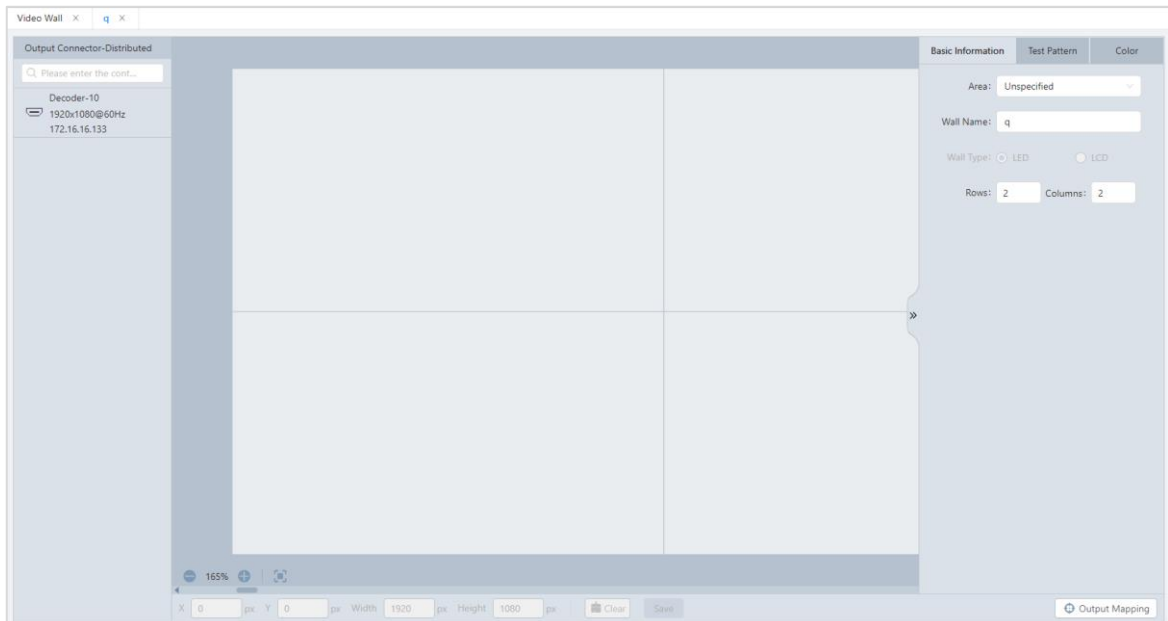 Video Wall
q
Output Connector-Distributed
Please enter the cont...
Decoder-10
1920x1080@60Hz
172.16.16.133
Basic Information
Test Pattern
Color
Area: Unspecified
Wall Name: q
Wall Type: LED LCD
Rows: 2 Columns: 2
165%
X 0 px Y 0 px Width 1920 px Height 1080 px Clear Save
Output Mapping